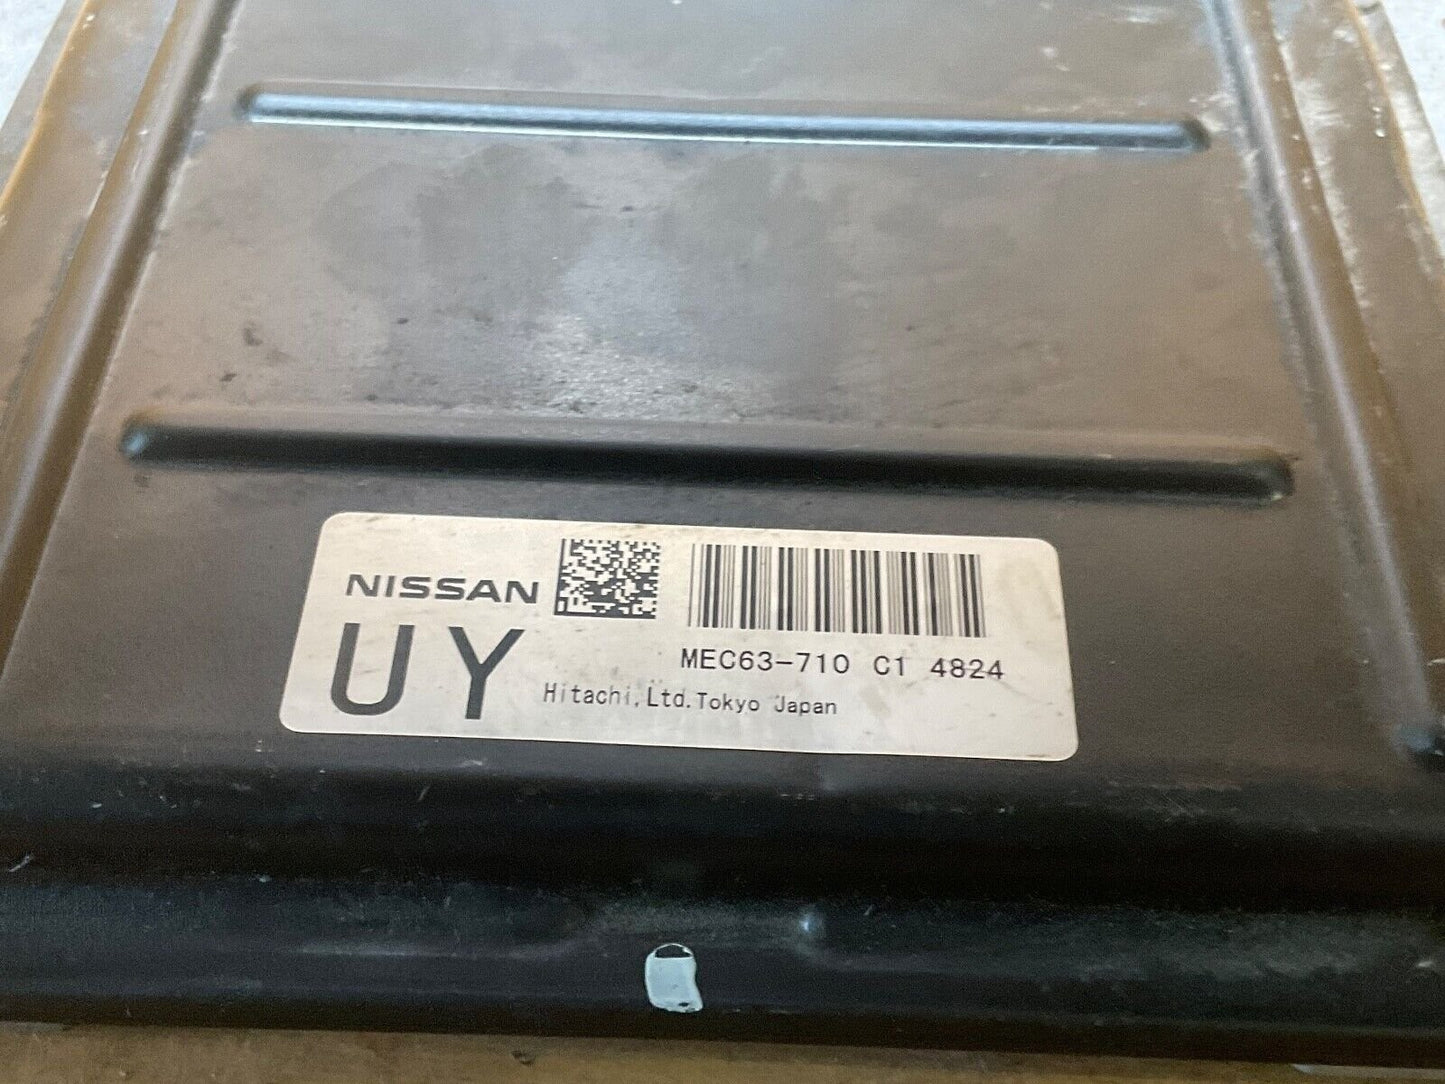 NISSAN
UY
MEC63-710 C1 4824
Hitachi,Ltd.Tokyo Japan